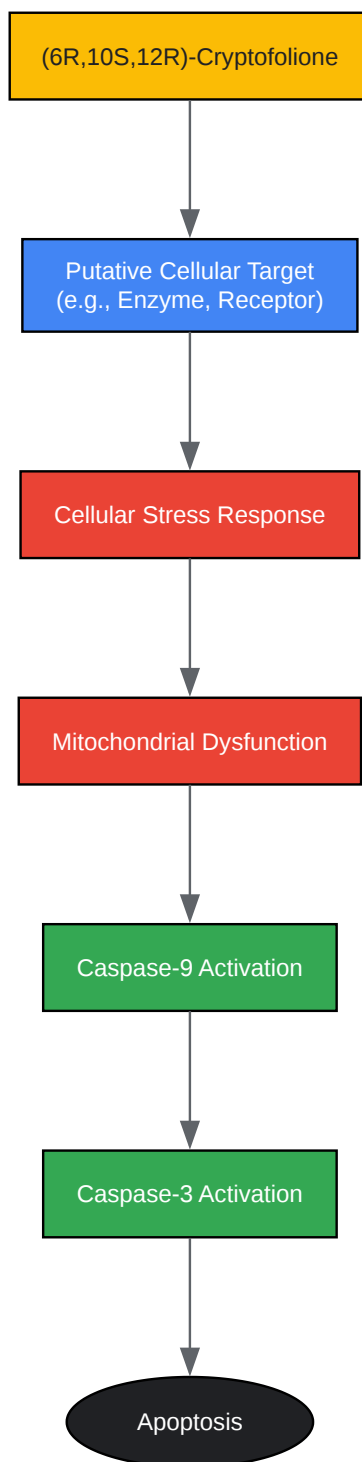 (6R,10S,12R)-Cryptofolione
Putative Cellular Target
(e.g., Enzyme, Receptor)
Cellular Stress Response
Mitochondrial Dysfunction
Caspase-9 Activation
Caspase-3 Activation
Apoptosis